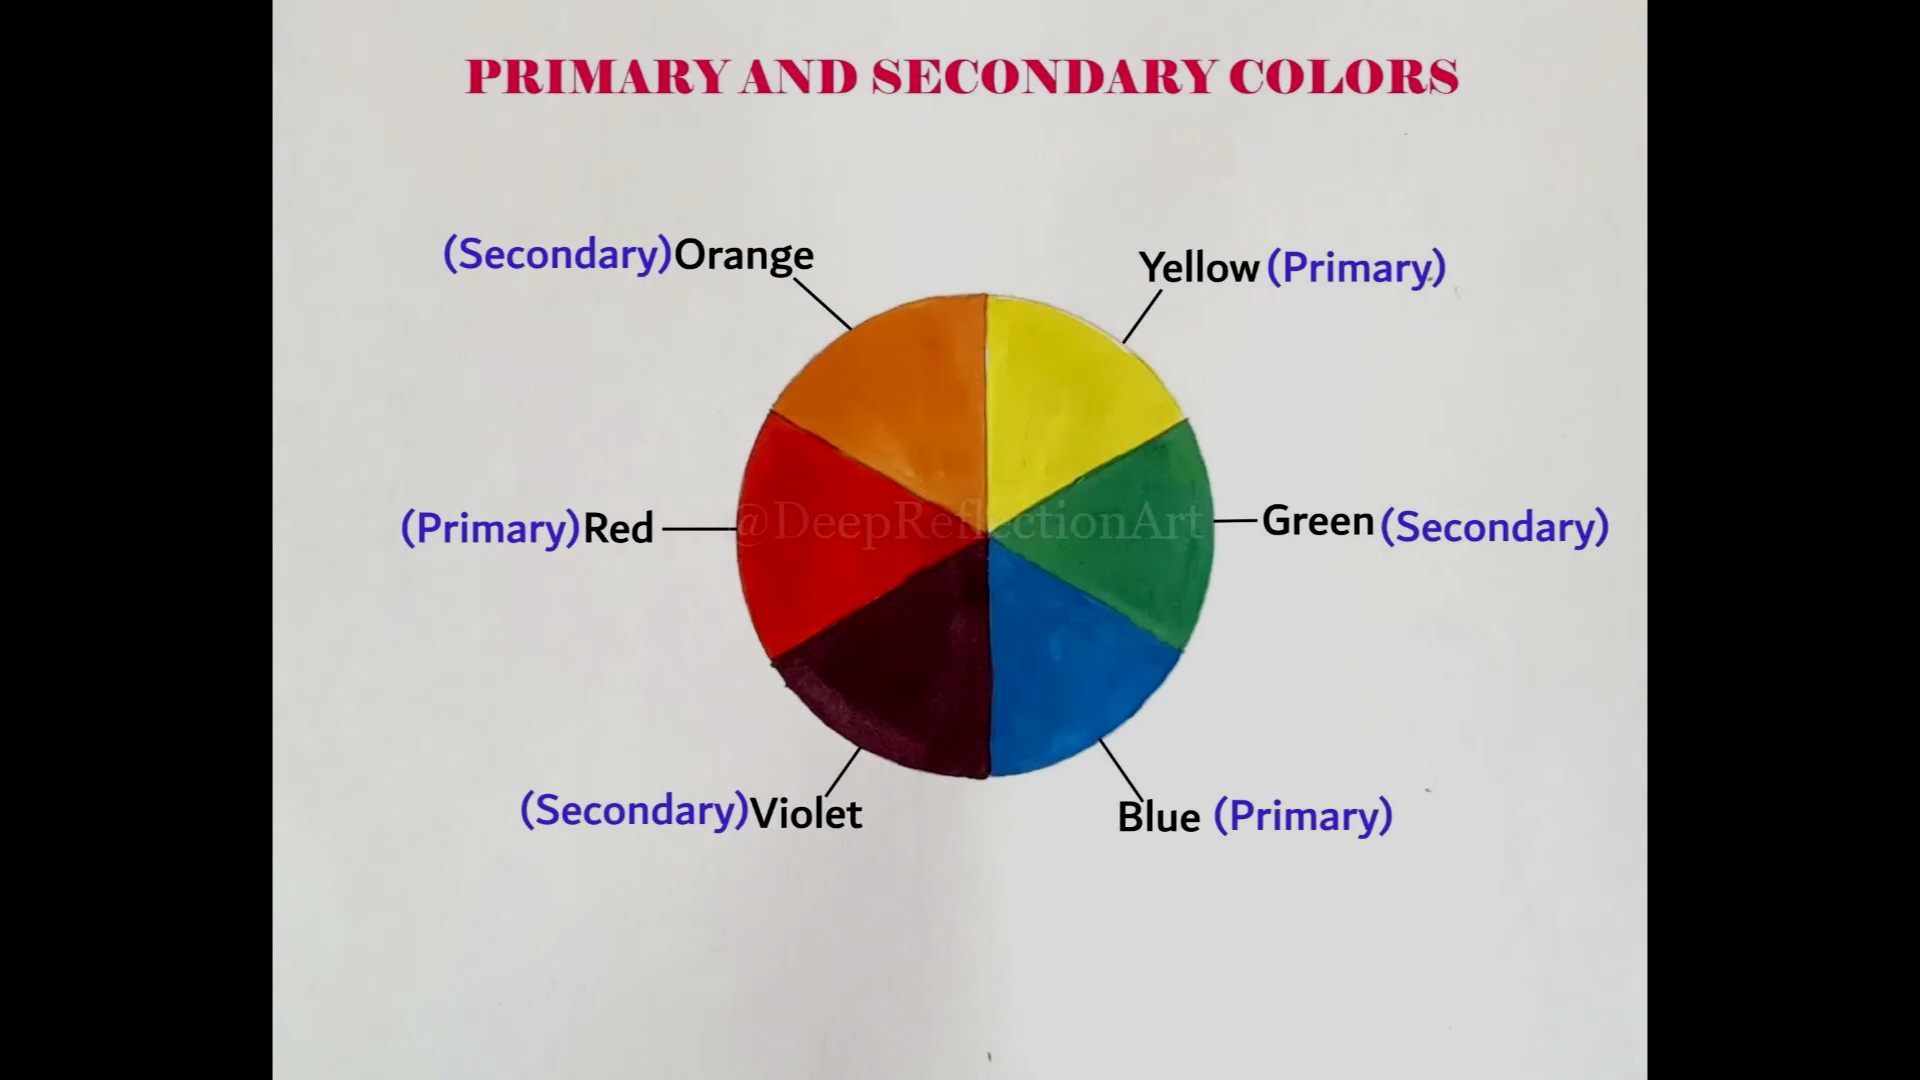 PRIMARY AND SECONDARY COLORS
(Secondary) Orange
Yellow (Primary)
(Primary) Red
@DeepReflectionArt
Green (Secondary)
(Secondary) Violet
Blue (Primary)